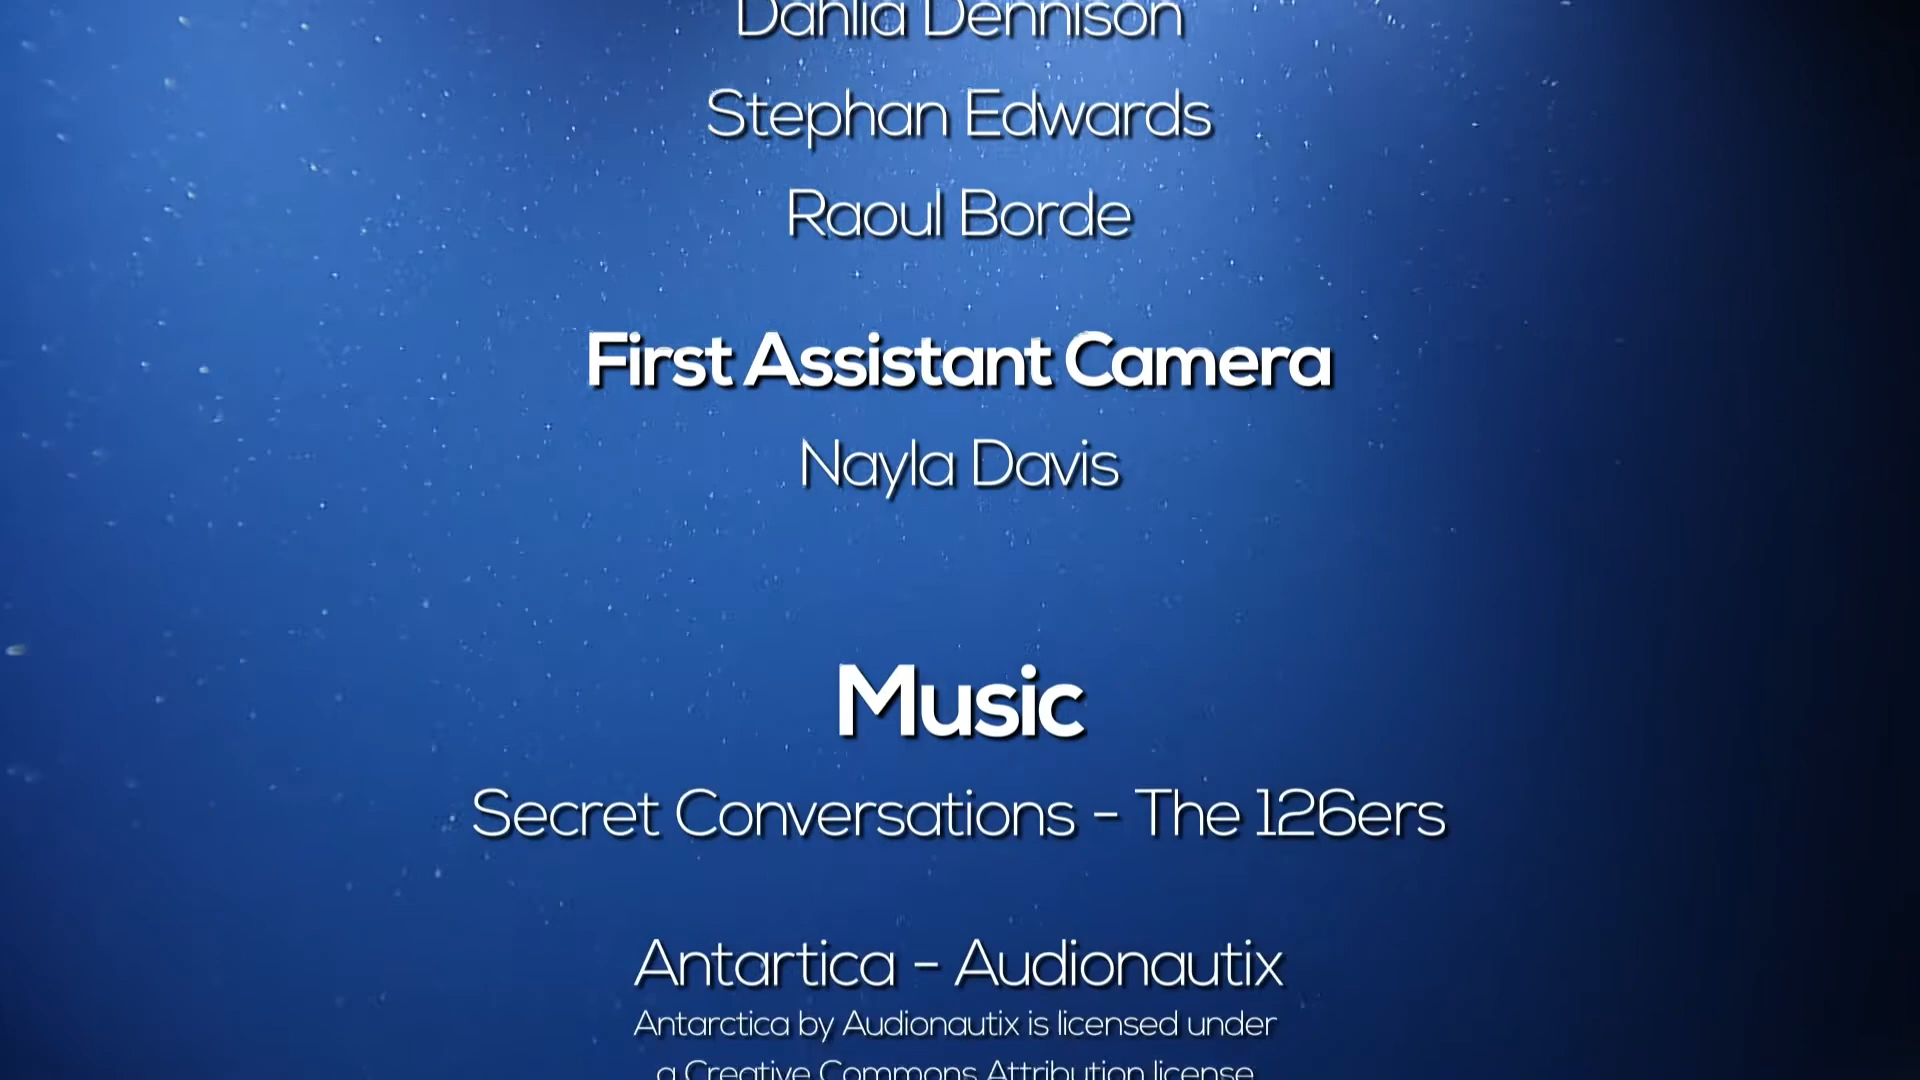 Dahlia Dennison
Stephan Edwards
Raoul Borde
First Assistant Camera
Nayla Davis
Music
Secret Conversations - The 126ers
Antartica - Audionautix
Antarctica by Audionautix is licensed under
a Creative Commons Attribution license